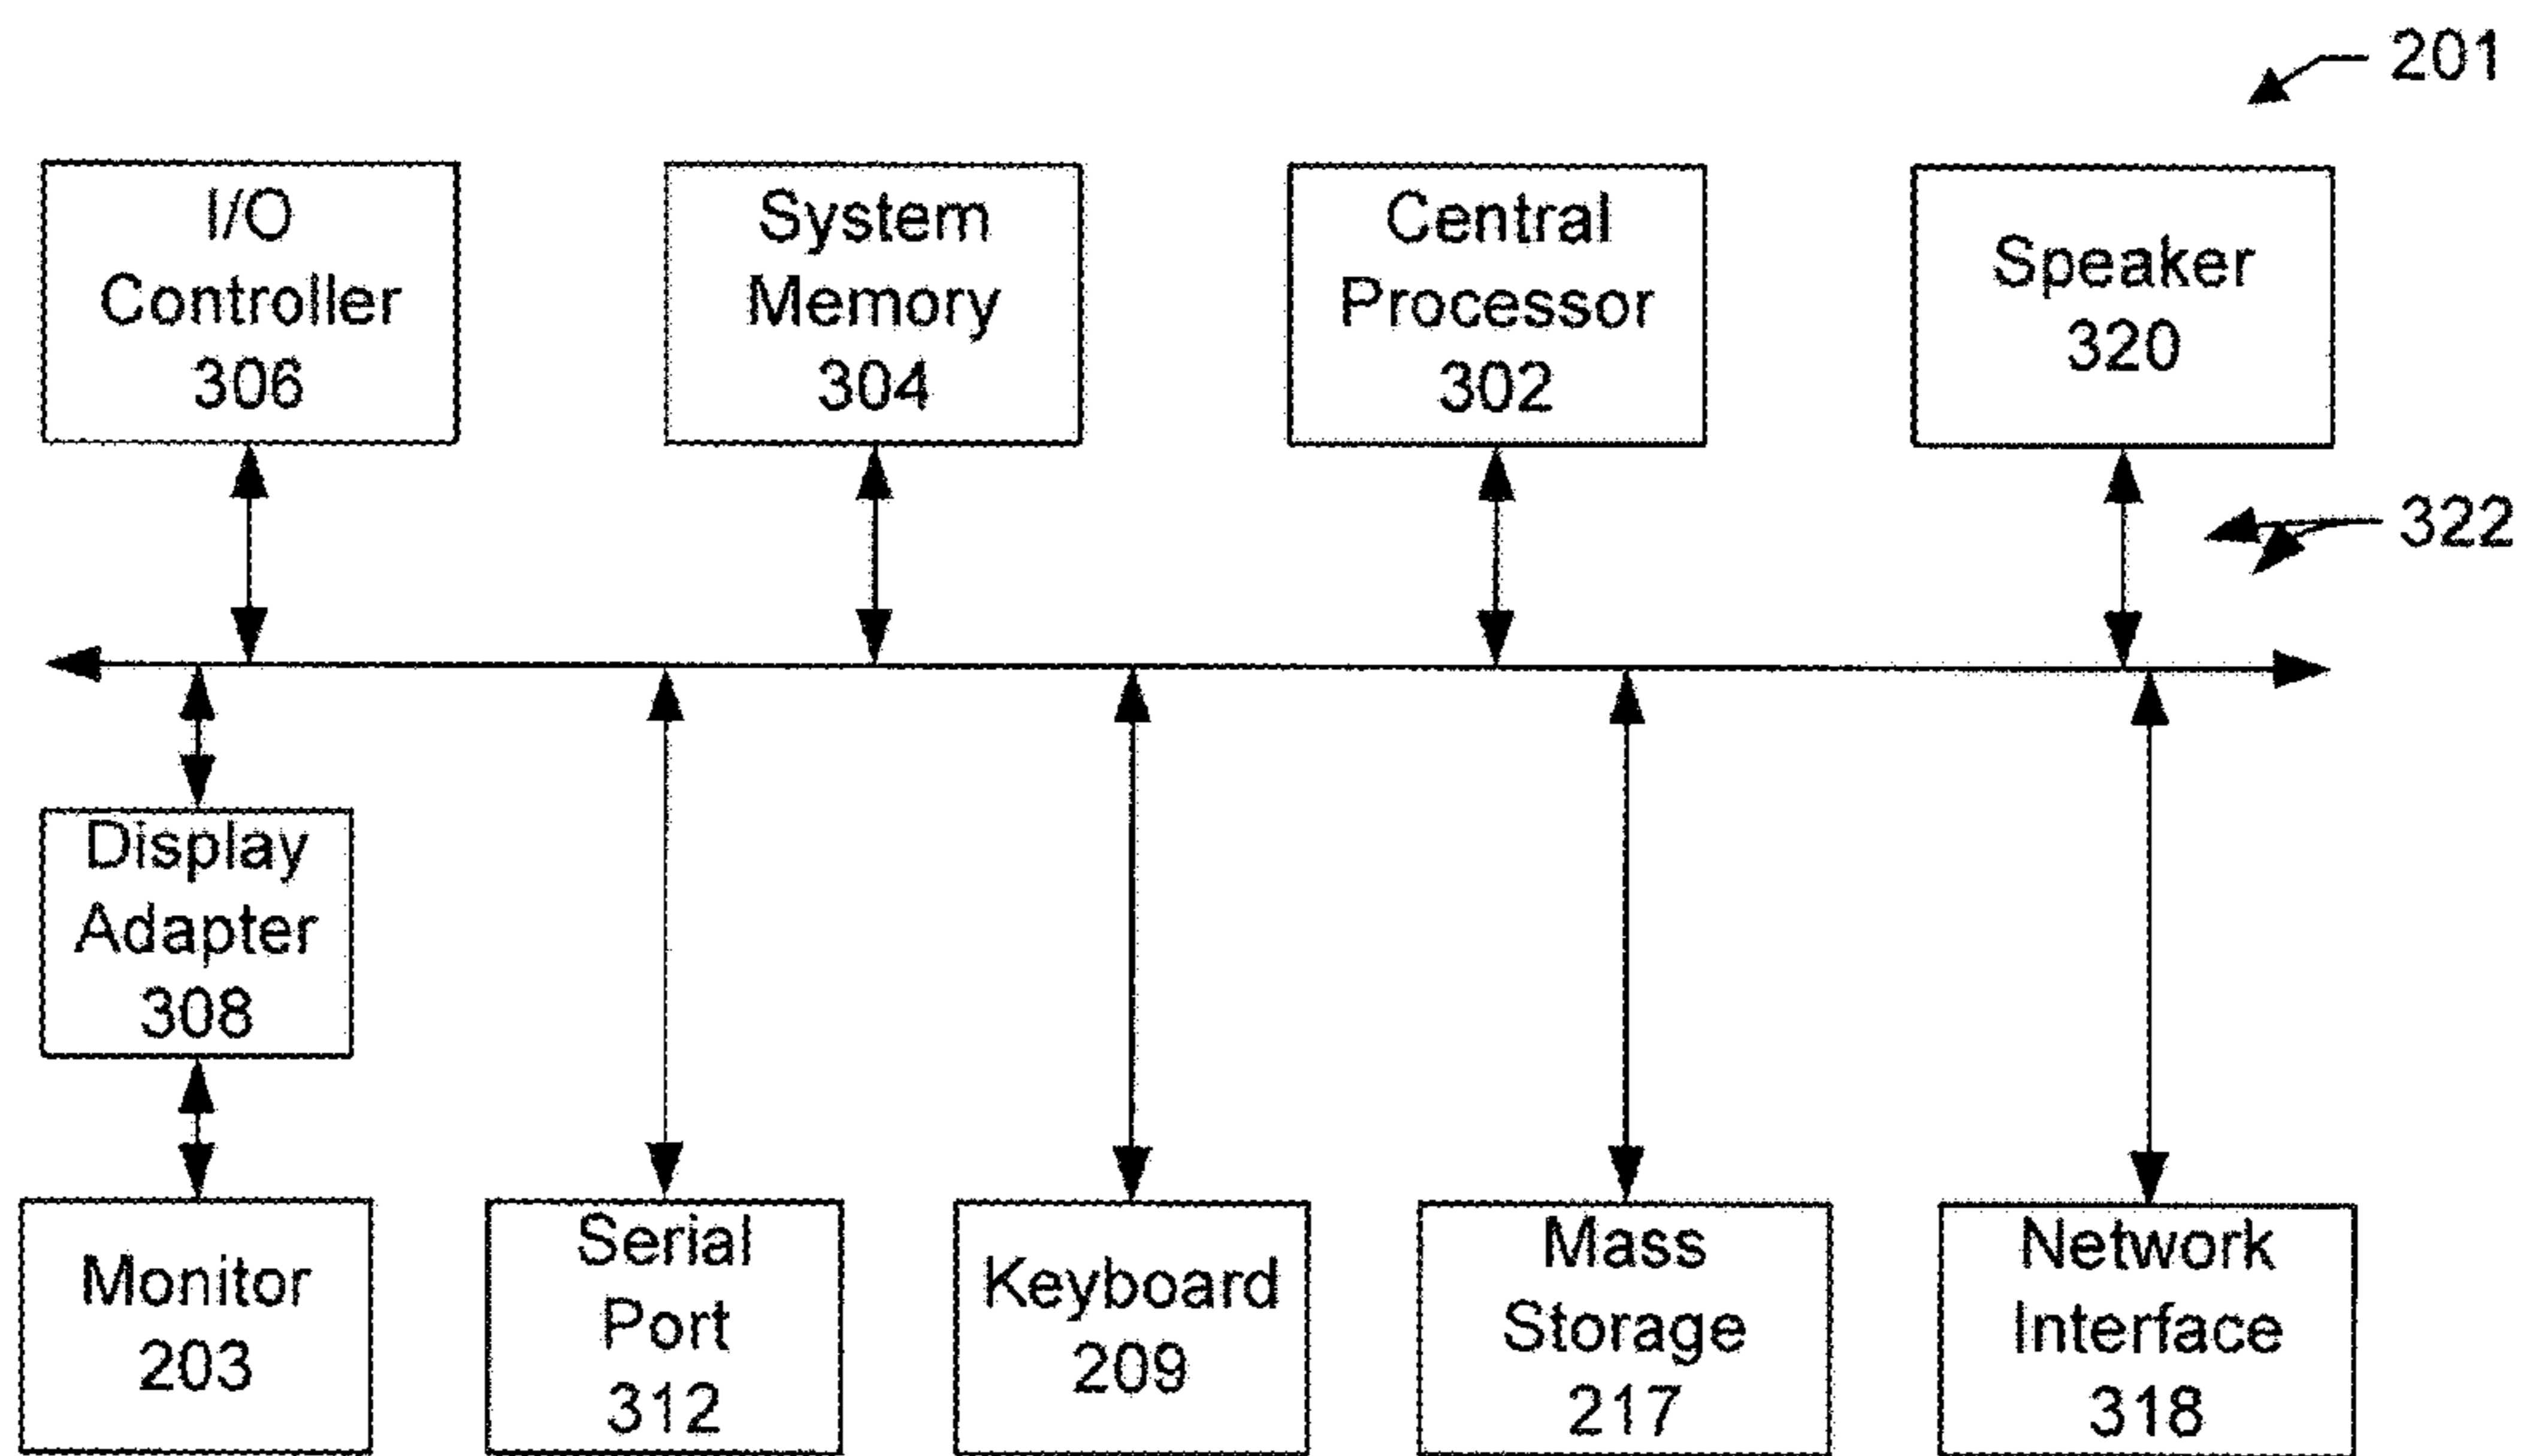 201
I/O
Controller
306
System
Memory
304
Central
Processor
302
Speaker
320
322
Display
Adapter
308
Monitor
203
Serial
Port
312
Keyboard
209
Mass
Storage
217
Network
Interface
318